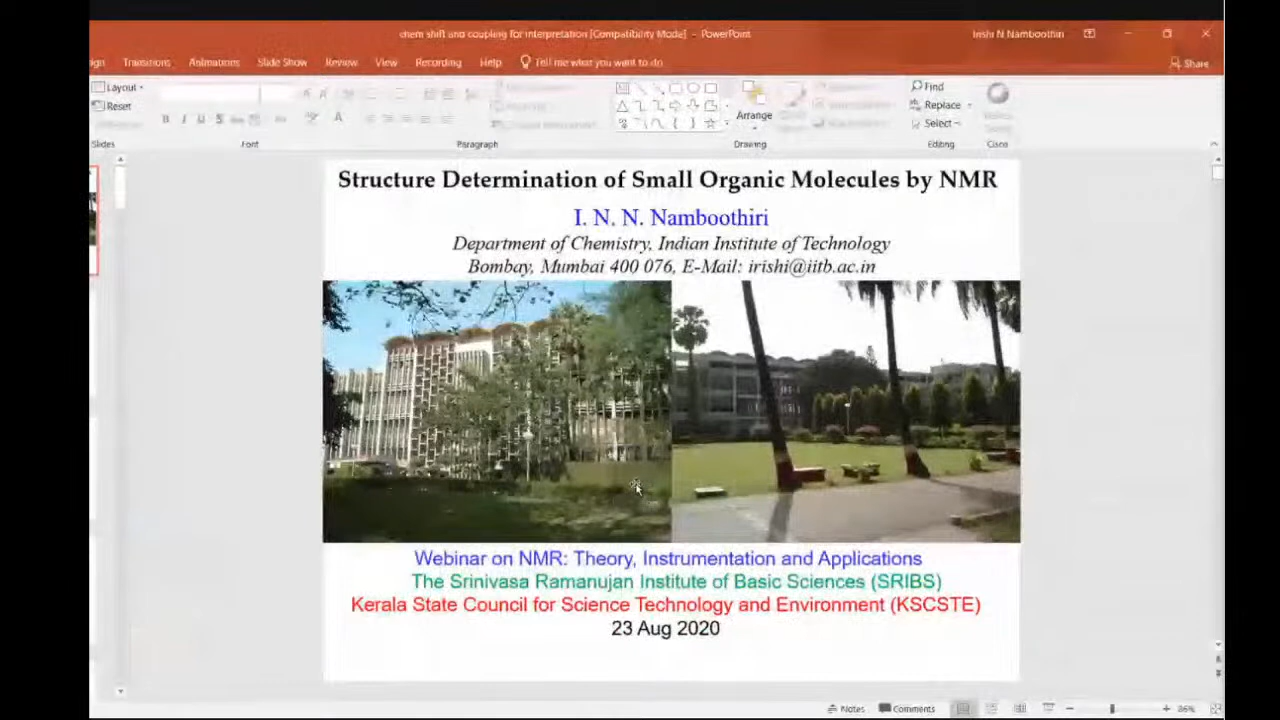 chem shift and coupling for interpretation [Compatibility Mode] - PowerPoint
Irishi N Namboothiri
Transitions Animations Slide Show Review View Recording Help Tell me what you want to do
Share
Layout
Reset
Find
Replace
Select
Arrange
Slides Font Paragraph Drawing Editing Cisco
Structure Determination of Small Organic Molecules by NMR
I. N. N. Namboothiri
Department of Chemistry, Indian Institute of Technology
Bombay, Mumbai 400 076, E-Mail: irishi@iitb.ac.in
Webinar on NMR: Theory, Instrumentation and Applications
The Srinivasa Ramanujan Institute of Basic Sciences (SRIBS)
Kerala State Council for Science Technology and Environment (KSCSTE)
23 Aug 2020
Notes Comments 86%